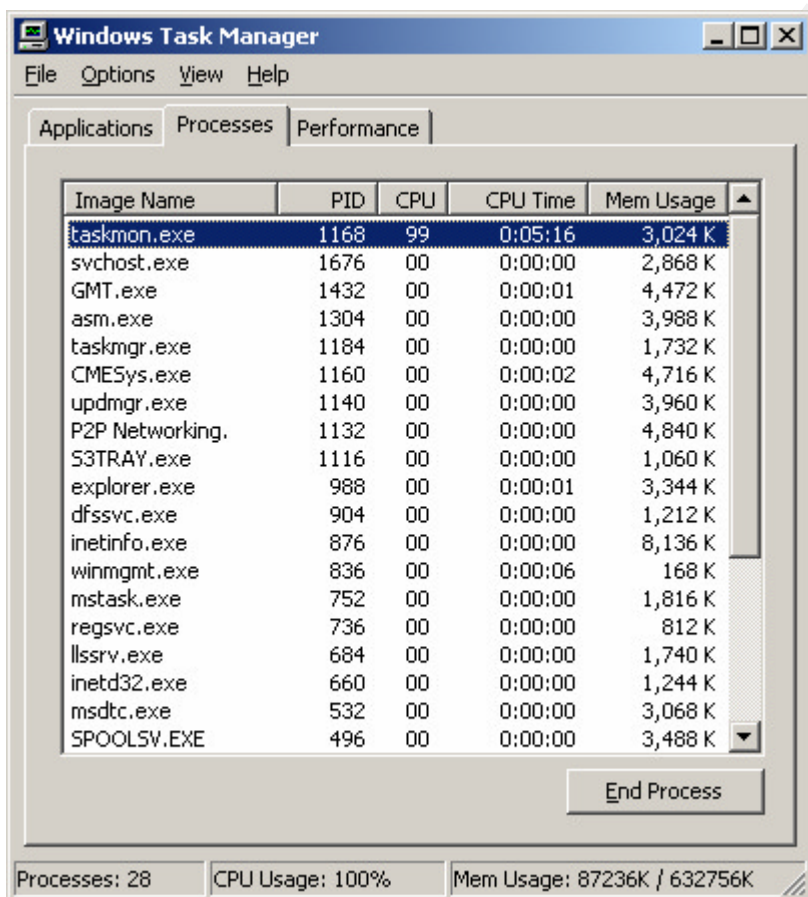 Windows Task Manager
File Options View Help
Applications Processes Performance
Image Name PID CPU CPU Time Mem Usage
taskmon.exe 1168 99 0:05:16 3,024 K
svchost.exe 1676 00 0:00:00 2,868 K
GMT.exe 1432 00 0:00:01 4,472 K
asm.exe 1304 00 0:00:00 3,988 K
taskmgr.exe 1184 00 0:00:00 1,732 K
CMESys.exe 1160 00 0:00:02 4,716 K
updmgr.exe 1140 00 0:00:00 3,960 K
P2P Networking. 1132 00 0:00:00 4,840 K
S3TRAY.exe 1116 00 0:00:00 1,060 K
explorer.exe 988 00 0:00:01 3,344 K
dfssvc.exe 904 00 0:00:00 1,212 K
inetinfo.exe 876 00 0:00:00 8,136 K
winmgmt.exe 836 00 0:00:06 168 K
mstask.exe 752 00 0:00:00 1,816 K
regsvc.exe 736 00 0:00:00 812 K
llssrv.exe 684 00 0:00:00 1,740 K
inetd32.exe 660 00 0:00:00 1,244 K
msdtc.exe 532 00 0:00:00 3,068 K
SPOOLSV.EXE 496 00 0:00:00 3,488 K
End Process
Processes: 28 CPU Usage: 100% Mem Usage: 87236K / 632756K